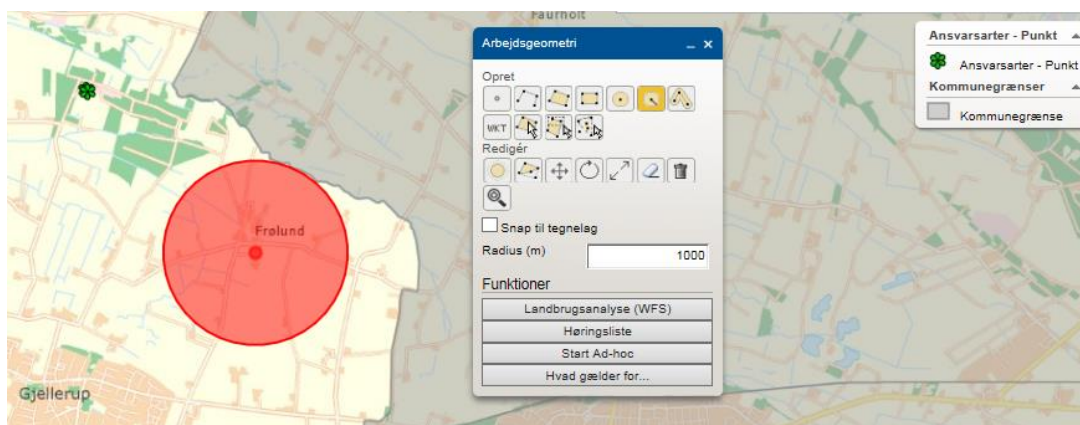 Faurholt
Frølund
Gjellerup
Arbejdsgeometri
Opret
WKT
Redigér
Snap til tegnelag
Radius (m) 1000
Funktioner
Landbrugsanalyse (WFS)
Høringsliste
Start Ad-hoc
Hvad gælder for...
Ansvarsarter - Punkt
Ansvarsarter - Punkt
Kommunegrænser
Kommunegrænse